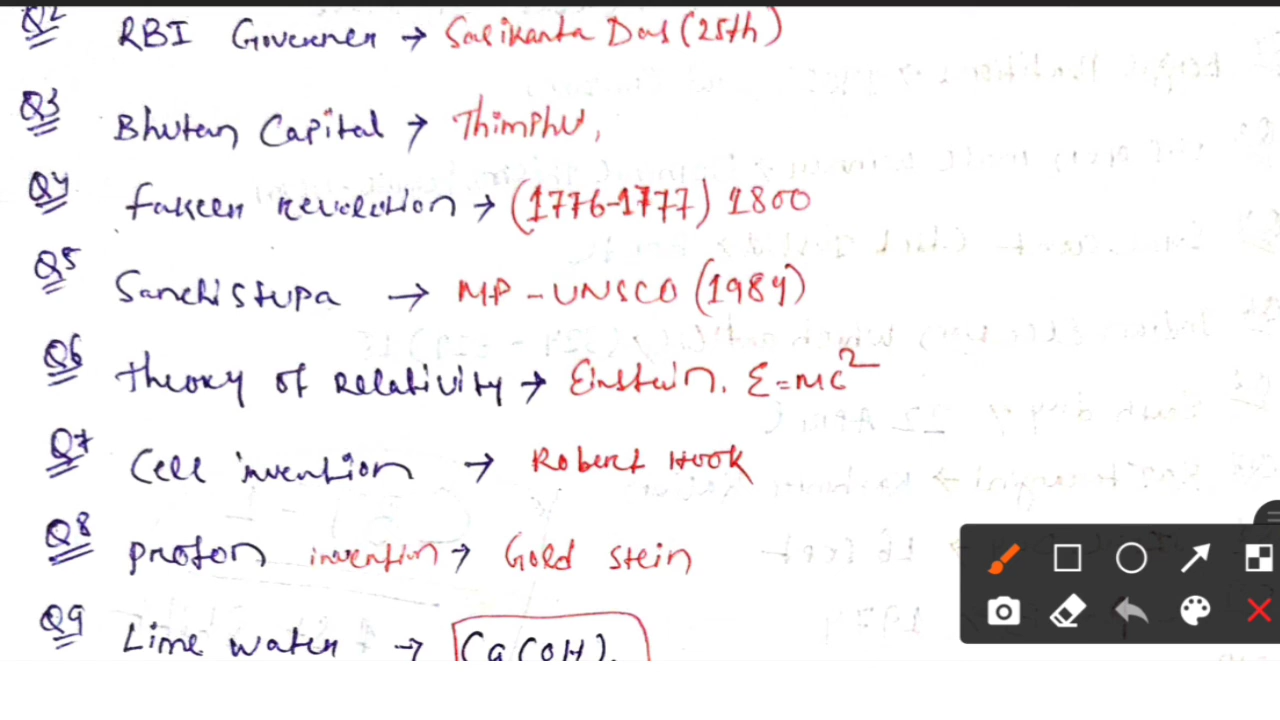 Q2 RBI Governer → Saikanta Das (25th)
Q3 Bhutan Capital → Thimphu,
Q4 fakeer revolution → (1776-1777) 1800
Q5 Sanchi Stupa → MP - UNSCO (1989)
Q6 theory of Relativity → Einstein. E=mc²
Q7 Cell invention → Robert Hook
Q8 proton invention → Gold stein
Q9 Lime water → Ca(OH)